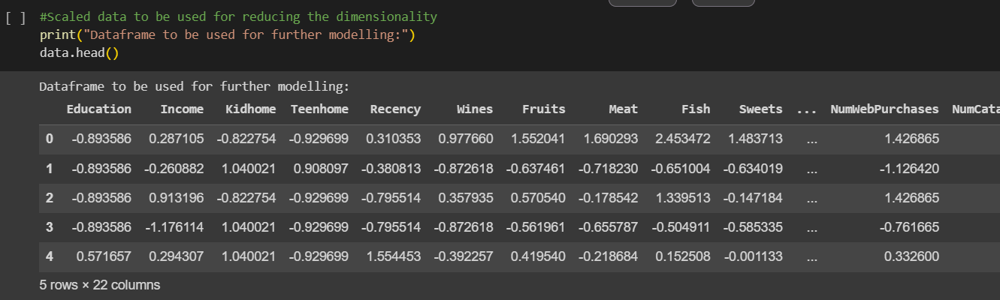 [ ] #Scaled data to be used for reducing the dimensionality
print("Dataframe to be used for further modelling:")
data.head()
Dataframe to be used for further modelling:
Education Income Kidhome Teenhome Recency Wines Fruits Meat Fish Sweets ... NumWebPurchases NumCata
0 -0.893586 0.287105 -0.822754 -0.929699 0.310353 0.977660 1.552041 1.690293 2.453472 1.483713 ... 1.426865
1 -0.893586 -0.260882 1.040021 0.908097 -0.380813 -0.872618 -0.637461 -0.718230 -0.651004 -0.634019 ... -1.126420
2 -0.893586 0.913196 -0.822754 -0.929699 -0.795514 0.357935 0.570540 -0.178542 1.339513 -0.147184 ... 1.426865
3 -0.893586 -1.176114 1.040021 -0.929699 -0.795514 -0.872618 -0.561961 -0.655787 -0.504911 -0.585335 ... -0.761665
4 0.571657 0.294307 1.040021 -0.929699 1.554453 -0.392257 0.419540 -0.218684 0.152508 -0.001133 ... 0.332600
5 rows × 22 columns